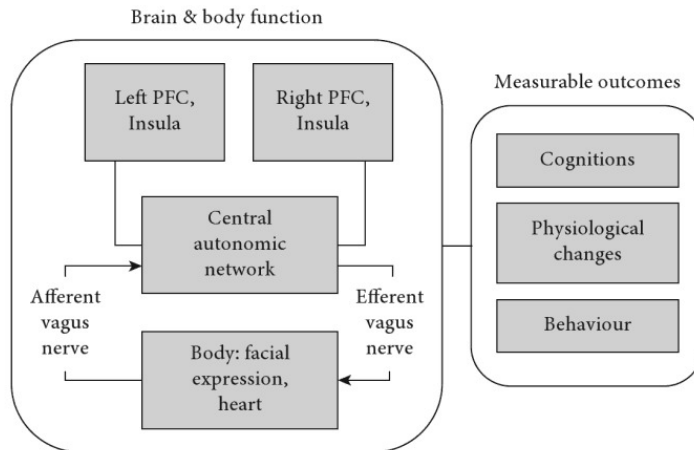 Brain & body function
Left PFC,
Insula
Right PFC,
Insula
Central
autonomic
network
Afferent
vagus
nerve
Efferent
vagus
nerve
Body: facial
expression,
heart
Measurable outcomes
Cognitions
Physiological
changes
Behaviour